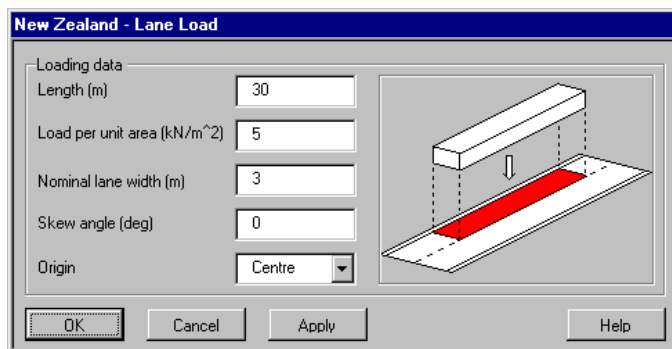 New Zealand - Lane Load
Loading data
Length (m) 30
Load per unit area (kN/m^2) 5
Nominal lane width (m) 3
Skew angle (deg) 0
Origin Centre
OK Cancel Apply Help